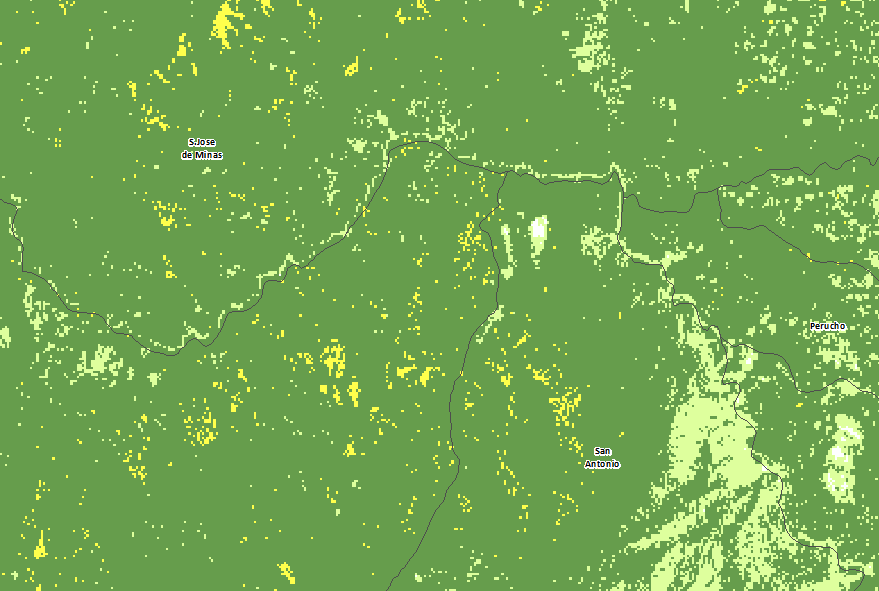 S.Jose
de Minas
Perucho
San
Antonio